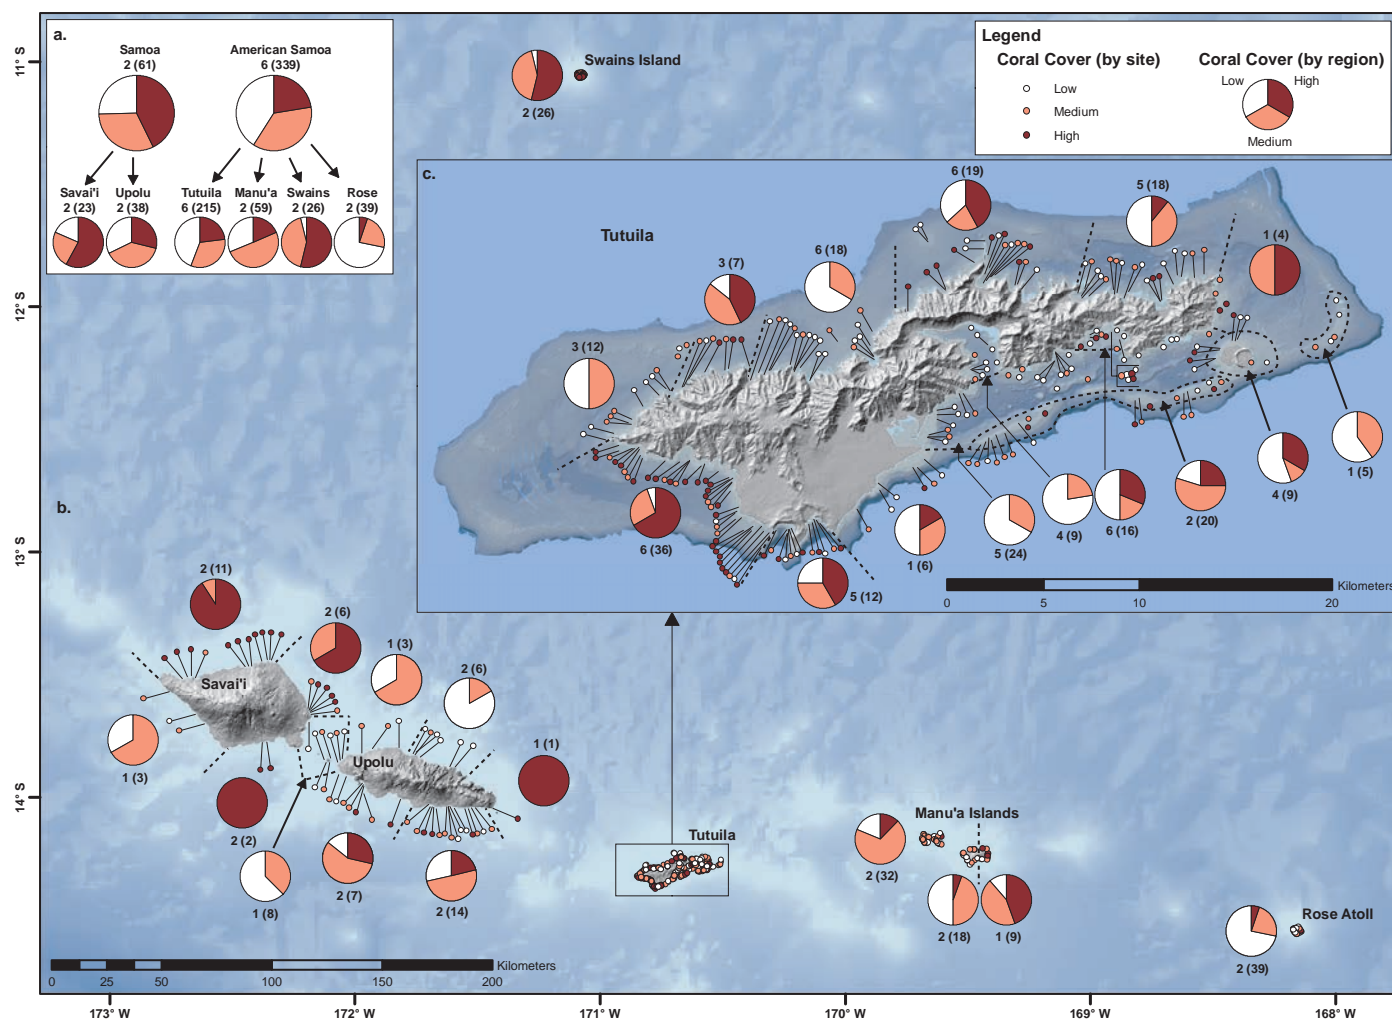 a.
Samoa
2 (61)
American Samoa
6 (339)
Savai'i
2 (23)
Upolu
2 (38)
Tutuila
6 (215)
Manu'a
2 (59)
Swains
2 (26)
Rose
2 (39)
Swains Island
2 (26)
Legend
Coral Cover (by site)
Low
Medium
High
Coral Cover (by region)
Low
High
Medium
c.
Tutuila
6 (19)
5 (18)
1 (4)
6 (18)
3 (7)
3 (12)
6 (36)
5 (12)
1 (6)
5 (24)
4 (9)
6 (16)
2 (20)
4 (9)
1 (5)
0
5
10
20
Kilometers
b.
2 (11)
2 (6)
1 (3)
2 (6)
1 (1)
Savai'i
Upolu
1 (3)
2 (2)
1 (8)
2 (7)
2 (14)
Tutuila
Manu'a Islands
2 (32)
2 (18)
1 (9)
Rose Atoll
2 (39)
0
25
50
100
150
200
Kilometers
11° S
12° S
13° S
14° S
173° W
172° W
171° W
170° W
169° W
168° W